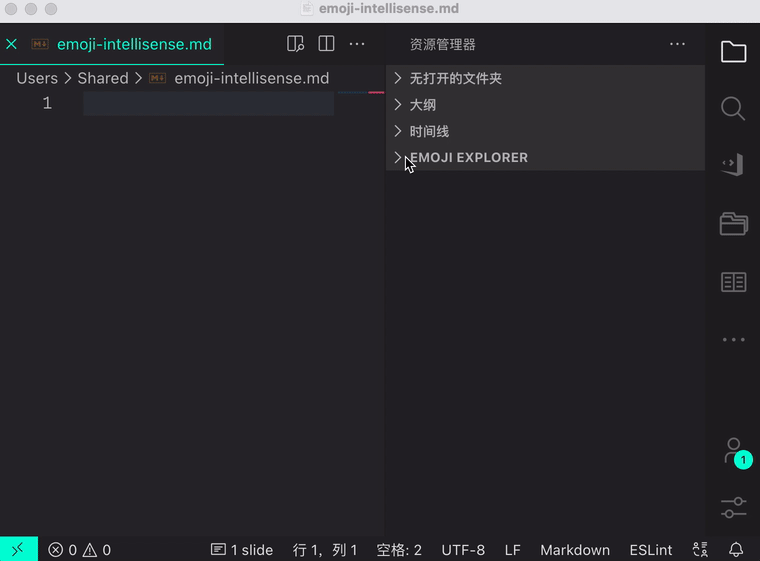 emoji-intellisense.md
emoji-intellisense.md
资源管理器
Users > Shared > emoji-intellisense.md
1
无打开的文件夹
大纲
时间线
EMOJI EXPLORER
1
0 0 1 slide 行 1，列 1 空格: 2 UTF-8 LF Markdown ESLint